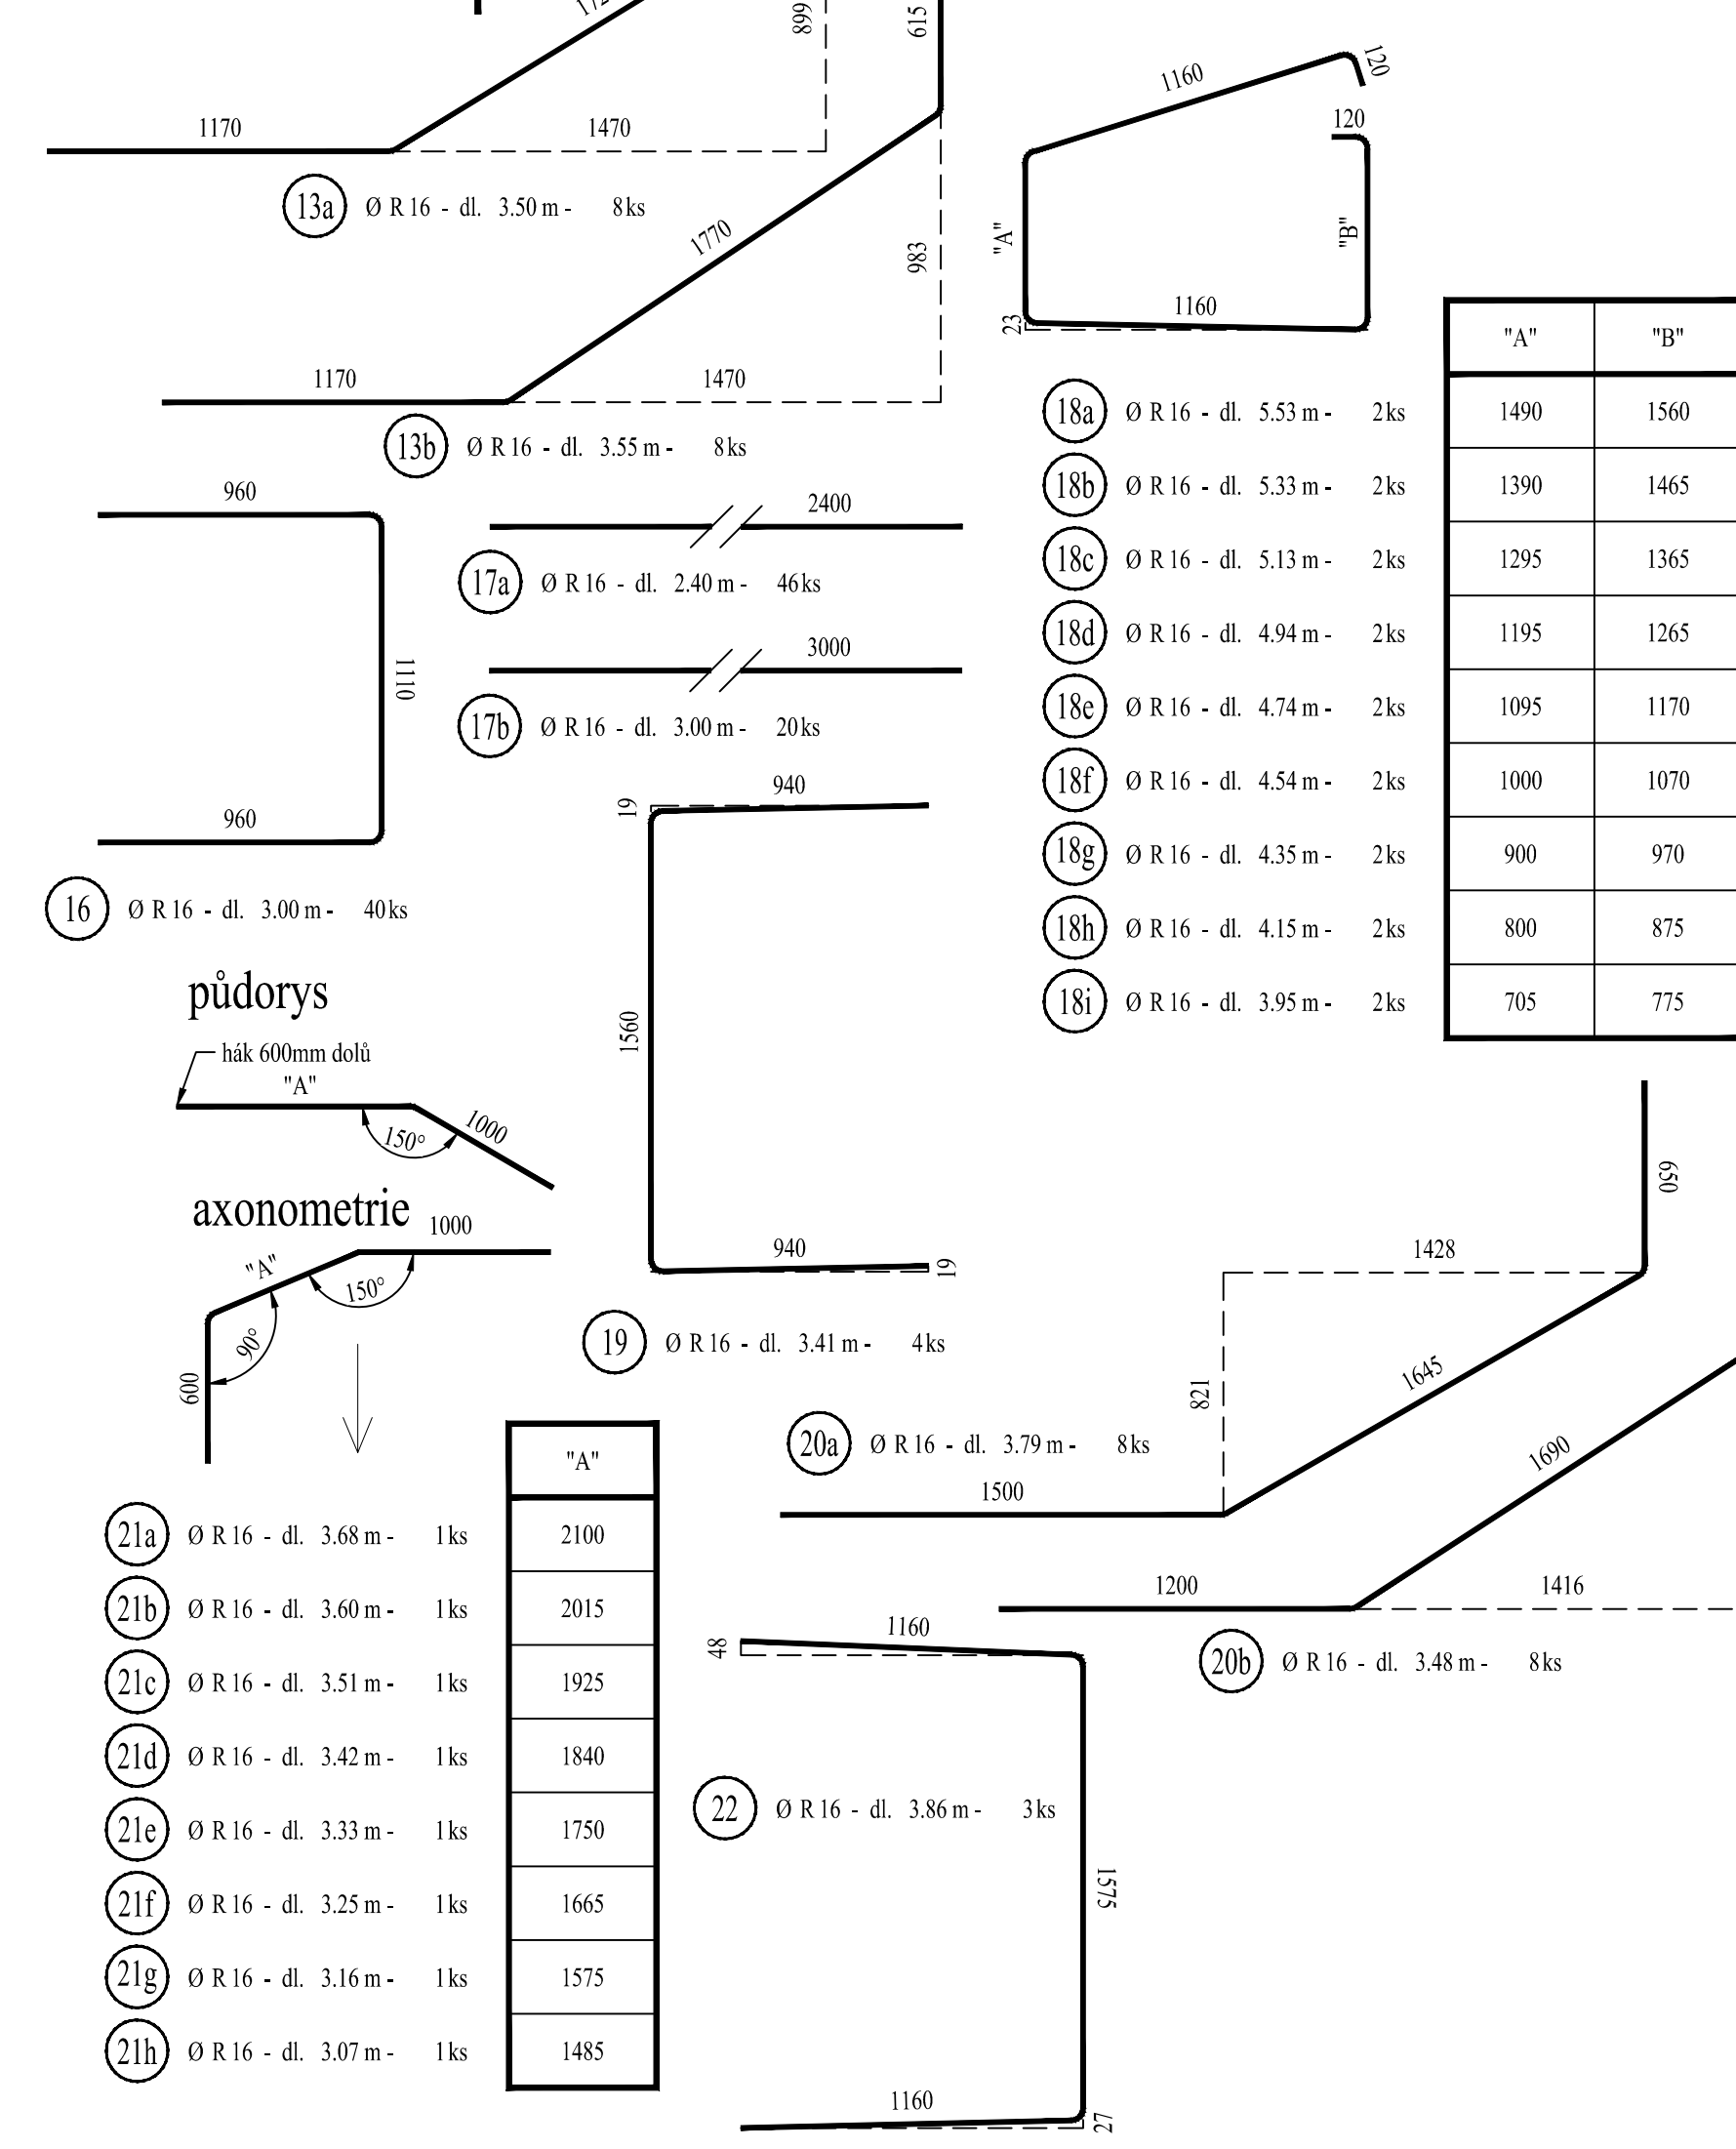 899
615
1170
1470
13a Ø R 16 - dl. 3.50 m - 8 ks
1770
983
1170
1470
13b Ø R 16 - dl. 3.55 m - 8 ks
1160
120
120
"A"
"B"
1160
23
"A" "B"
18a Ø R 16 - dl. 5.53 m - 2 ks 1490 1560
18b Ø R 16 - dl. 5.33 m - 2 ks 1390 1465
18c Ø R 16 - dl. 5.13 m - 2 ks 1295 1365
18d Ø R 16 - dl. 4.94 m - 2 ks 1195 1265
18e Ø R 16 - dl. 4.74 m - 2 ks 1095 1170
18f Ø R 16 - dl. 4.54 m - 2 ks 1000 1070
18g Ø R 16 - dl. 4.35 m - 2 ks 900 970
18h Ø R 16 - dl. 4.15 m - 2 ks 800 875
18i Ø R 16 - dl. 3.95 m - 2 ks 705 775
960
1110
960
16 Ø R 16 - dl. 3.00 m - 40 ks
2400
17a Ø R 16 - dl. 2.40 m - 46 ks
3000
17b Ø R 16 - dl. 3.00 m - 20 ks
19
940
1560
940
19
19 Ø R 16 - dl. 3.41 m - 4 ks
půdorys
hák 600mm dolů
"A"
150°
1000
axonometrie
1000
"A"
150°
90°
600
"A"
21a Ø R 16 - dl. 3.68 m - 1 ks 2100
21b Ø R 16 - dl. 3.60 m - 1 ks 2015
21c Ø R 16 - dl. 3.51 m - 1 ks 1925
21d Ø R 16 - dl. 3.42 m - 1 ks 1840
21e Ø R 16 - dl. 3.33 m - 1 ks 1750
21f Ø R 16 - dl. 3.25 m - 1 ks 1665
21g Ø R 16 - dl. 3.16 m - 1 ks 1575
21h Ø R 16 - dl. 3.07 m - 1 ks 1485
650
1428
821
1645
20a Ø R 16 - dl. 3.79 m - 8 ks
1500
1690
1200
1416
20b Ø R 16 - dl. 3.48 m - 8 ks
48
1160
22 Ø R 16 - dl. 3.86 m - 3 ks
1575
1160
27